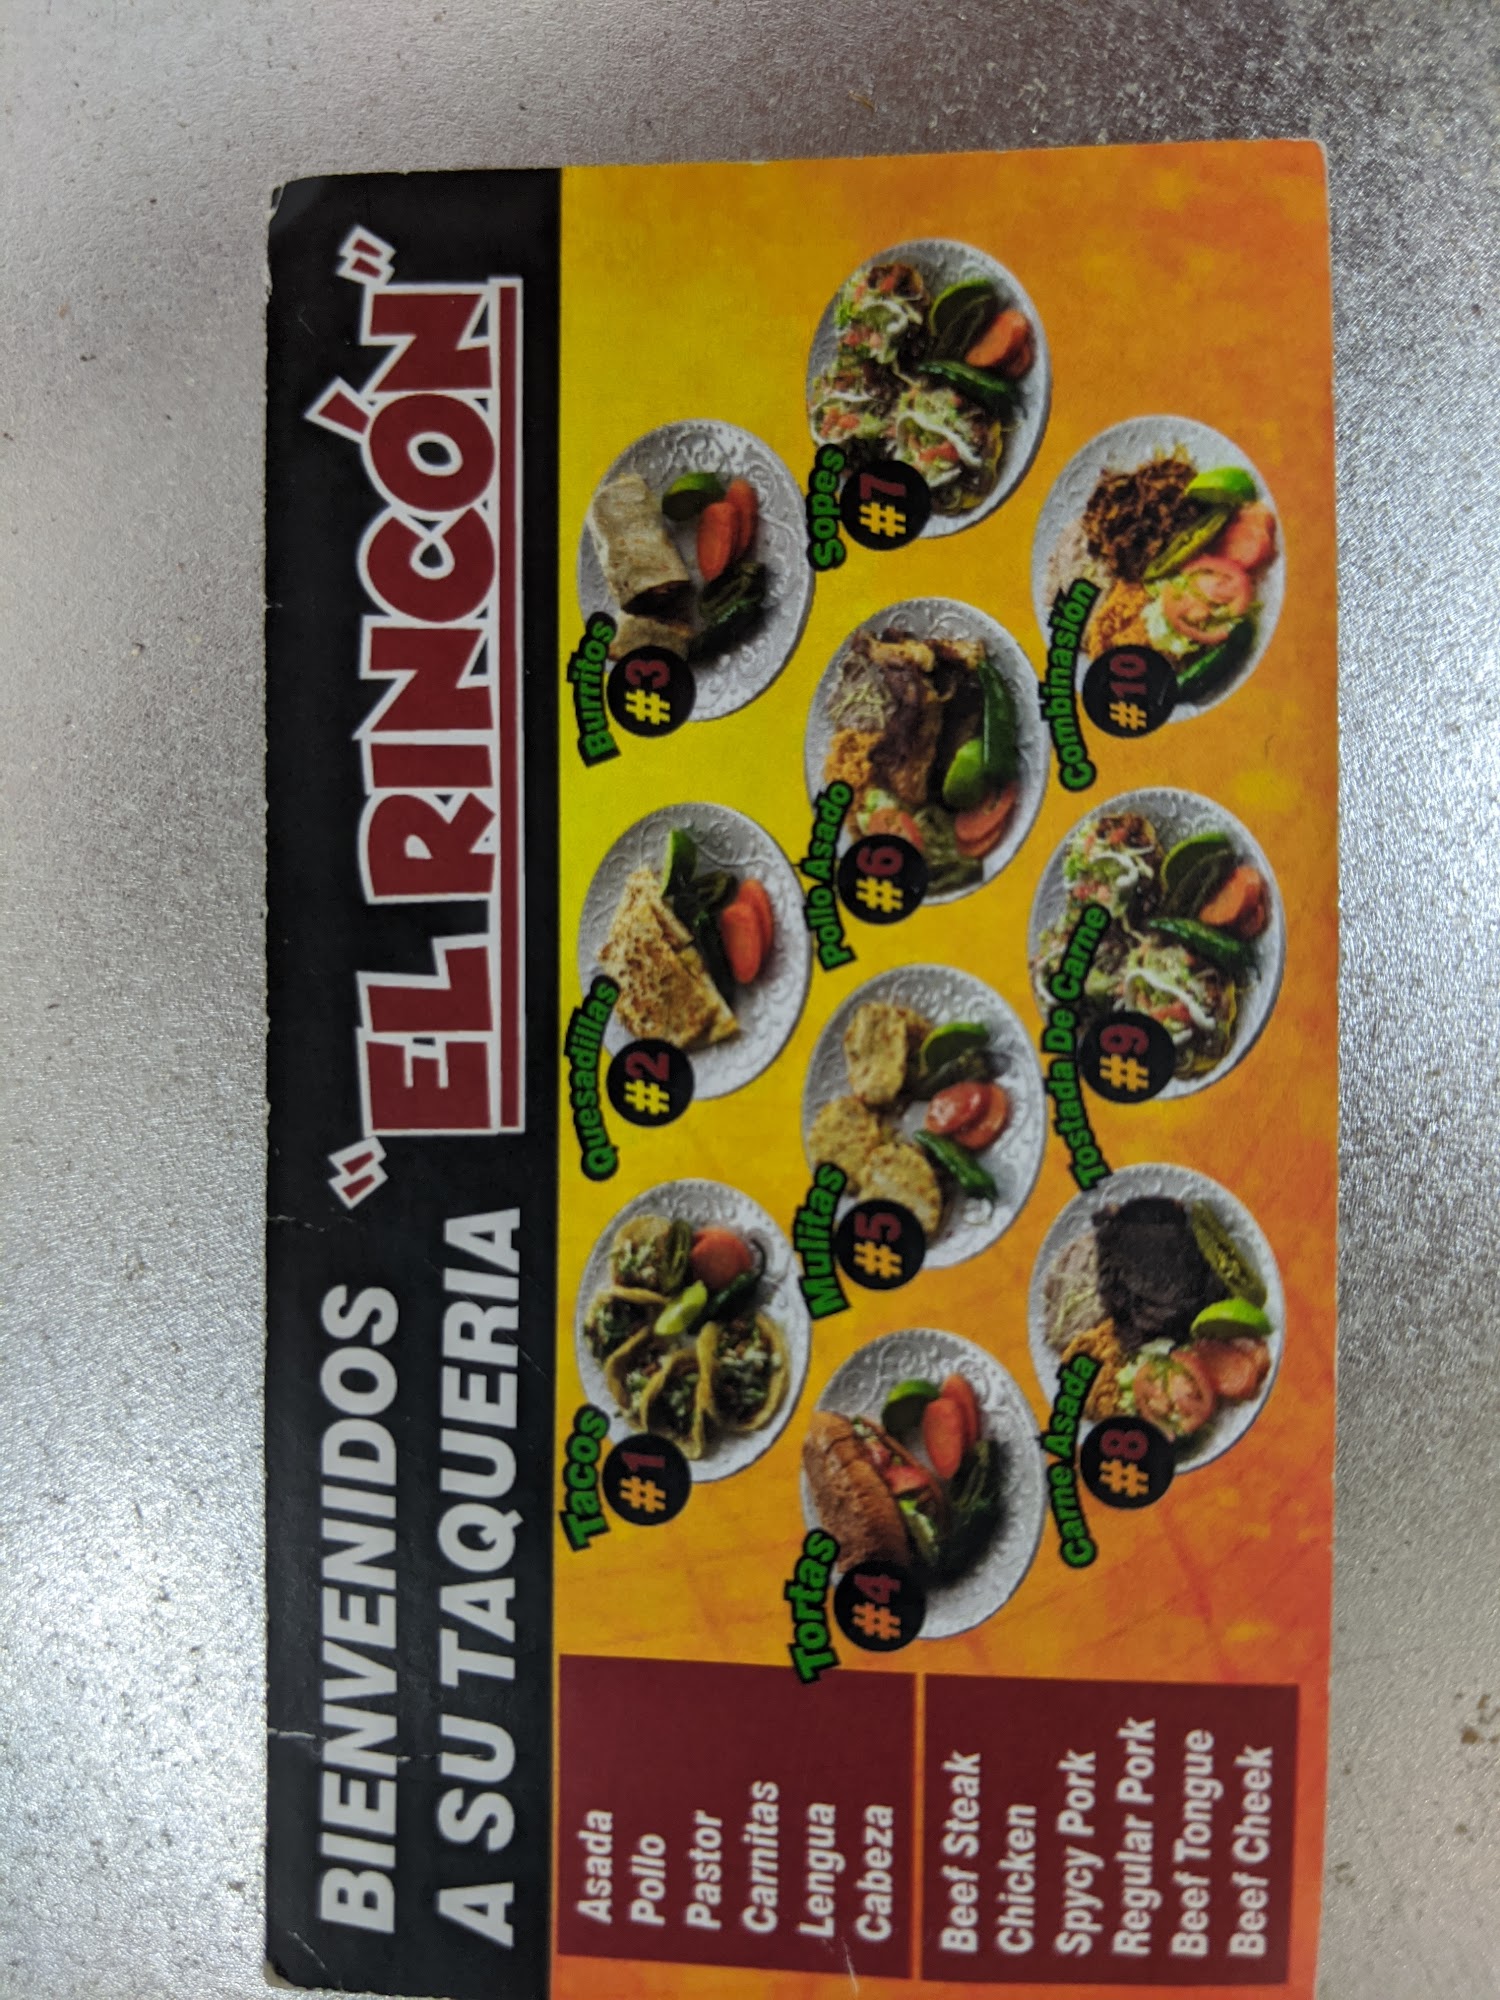 BIENVENIDOS
A SU TAQUERIA
"EL RINCÓN"
Asada
Pollo
Pastor
Carnitas
Lengua
Cabeza
Beef Steak
Chicken
Spycy Pork
Regular Pork
Beef Tongue
Beef Cheek
Tacos
#1
Quesadillas
#2
Burritos
#3
Tortas
#4
Mulitas
#5
Pollo Asado
#6
Sopes
#7
Carne Asada
#8
Tostada De Carne
#9
Combinasión
#10